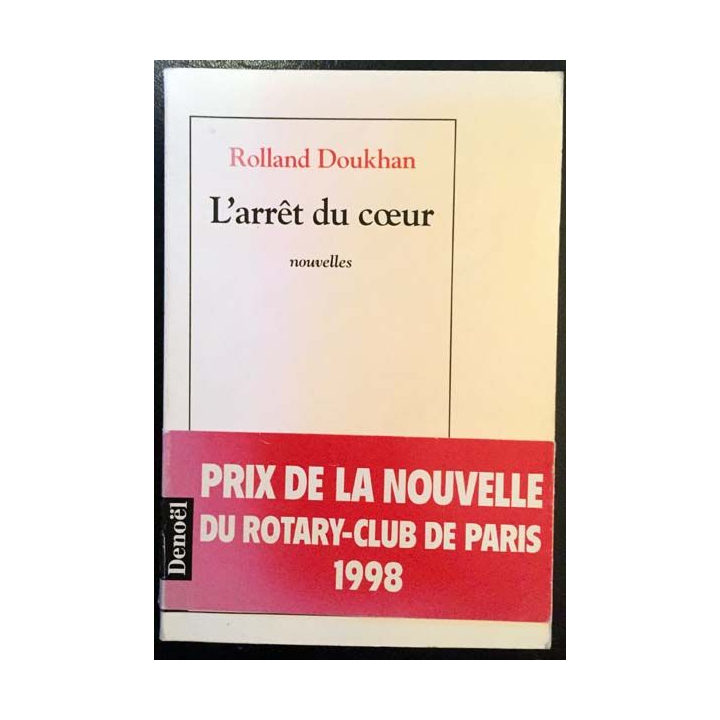 Rolland Doukhan
L'arrêt du cœur
nouvelles
PRIX DE LA NOUVELLE
DU ROTARY-CLUB DE PARIS
1998
Denoël